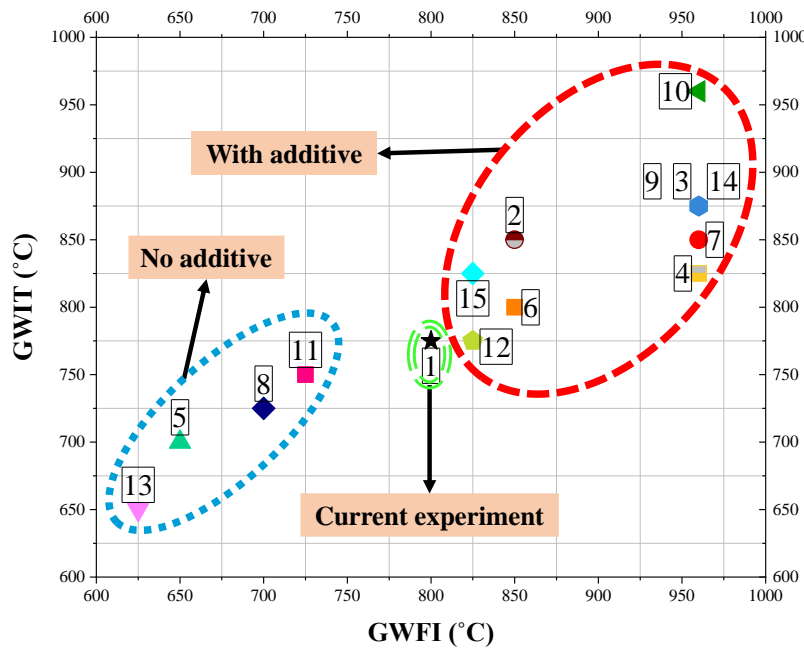 600 650 700 750 800 850 900 950 1000
1000 1000
950 950
10
With additive
900 900
9 3 14
2
850 850
7
No additive
4
15
800 800
6
12
11
1
750 750
8
5
700 700
13
650 650
Current experiment
600 600
600 650 700 750 800 850 900 950 1000
GWIT (˚C)
GWFI (˚C)